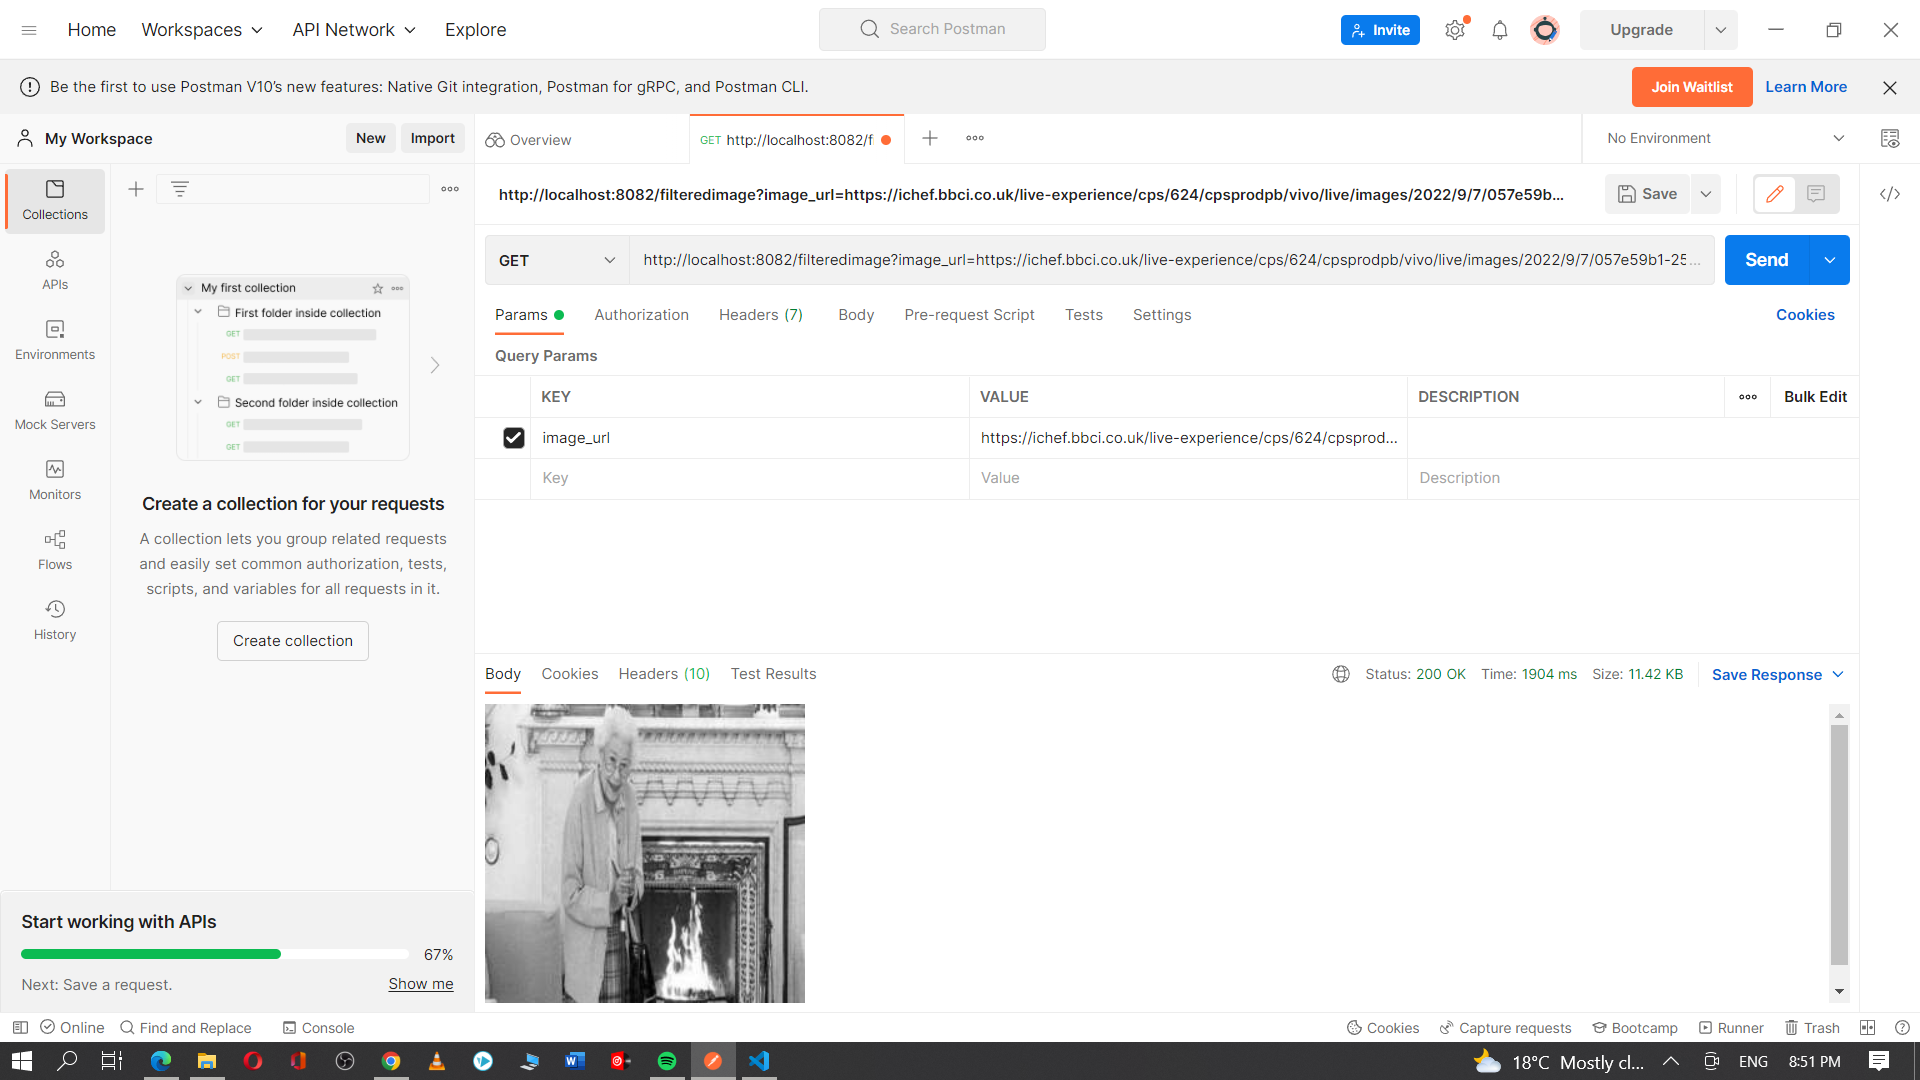 Home
Workspaces
API Network
Explore
Search Postman
Invite
Upgrade
Be the first to use Postman V10's new features: Native Git integration, Postman for gRPC, and Postman CLI.
Join Waitlist
Learn More
My Workspace
New
Import
Overview
GET http://localhost:8082/f
No Environment
Collections
APIs
Environments
Mock Servers
Monitors
Flows
History
My first collection
First folder inside collection
GET
POST
GET
Second folder inside collection
GET
GET
Create a collection for your requests
A collection lets you group related requests
and easily set common authorization, tests,
scripts, and variables for all requests in it.
Create collection
Start working with APIs
67%
Next: Save a request.
Show me
http://localhost:8082/filteredimage?image_url=https://ichef.bbci.co.uk/live-experience/cps/624/cpsprodpb/vivo/live/images/2022/9/7/057e59b...
Save
GET
http://localhost:8082/filteredimage?image_url=https://ichef.bbci.co.uk/live-experience/cps/624/cpsprodpb/vivo/live/images/2022/9/7/057e59b1-25...
Send
Params
Authorization
Headers (7)
Body
Pre-request Script
Tests
Settings
Cookies
Query Params
KEY VALUE DESCRIPTION
Bulk Edit
image_url https://ichef.bbci.co.uk/live-experience/cps/624/cpsprod...
Key Value Description
Body
Cookies
Headers (10)
Test Results
Status: 200 OK
Time: 1904 ms
Size: 11.42 KB
Save Response
Online
Find and Replace
Console
Cookies
Capture requests
Bootcamp
Runner
Trash
18°C Mostly cl...
ENG
8:51 PM